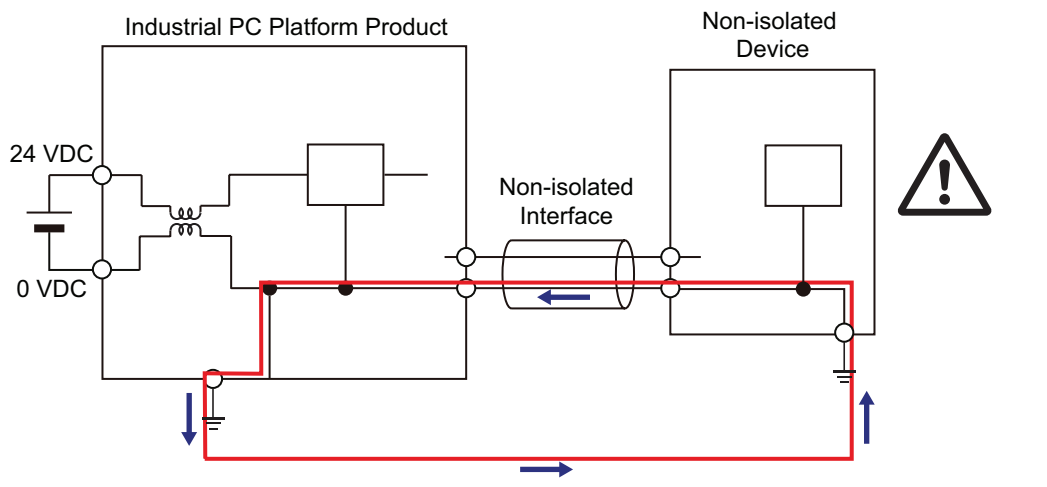 Industrial PC Platform Product
Non-isolated
Device
24 VDC
Non-isolated
Interface
0 VDC